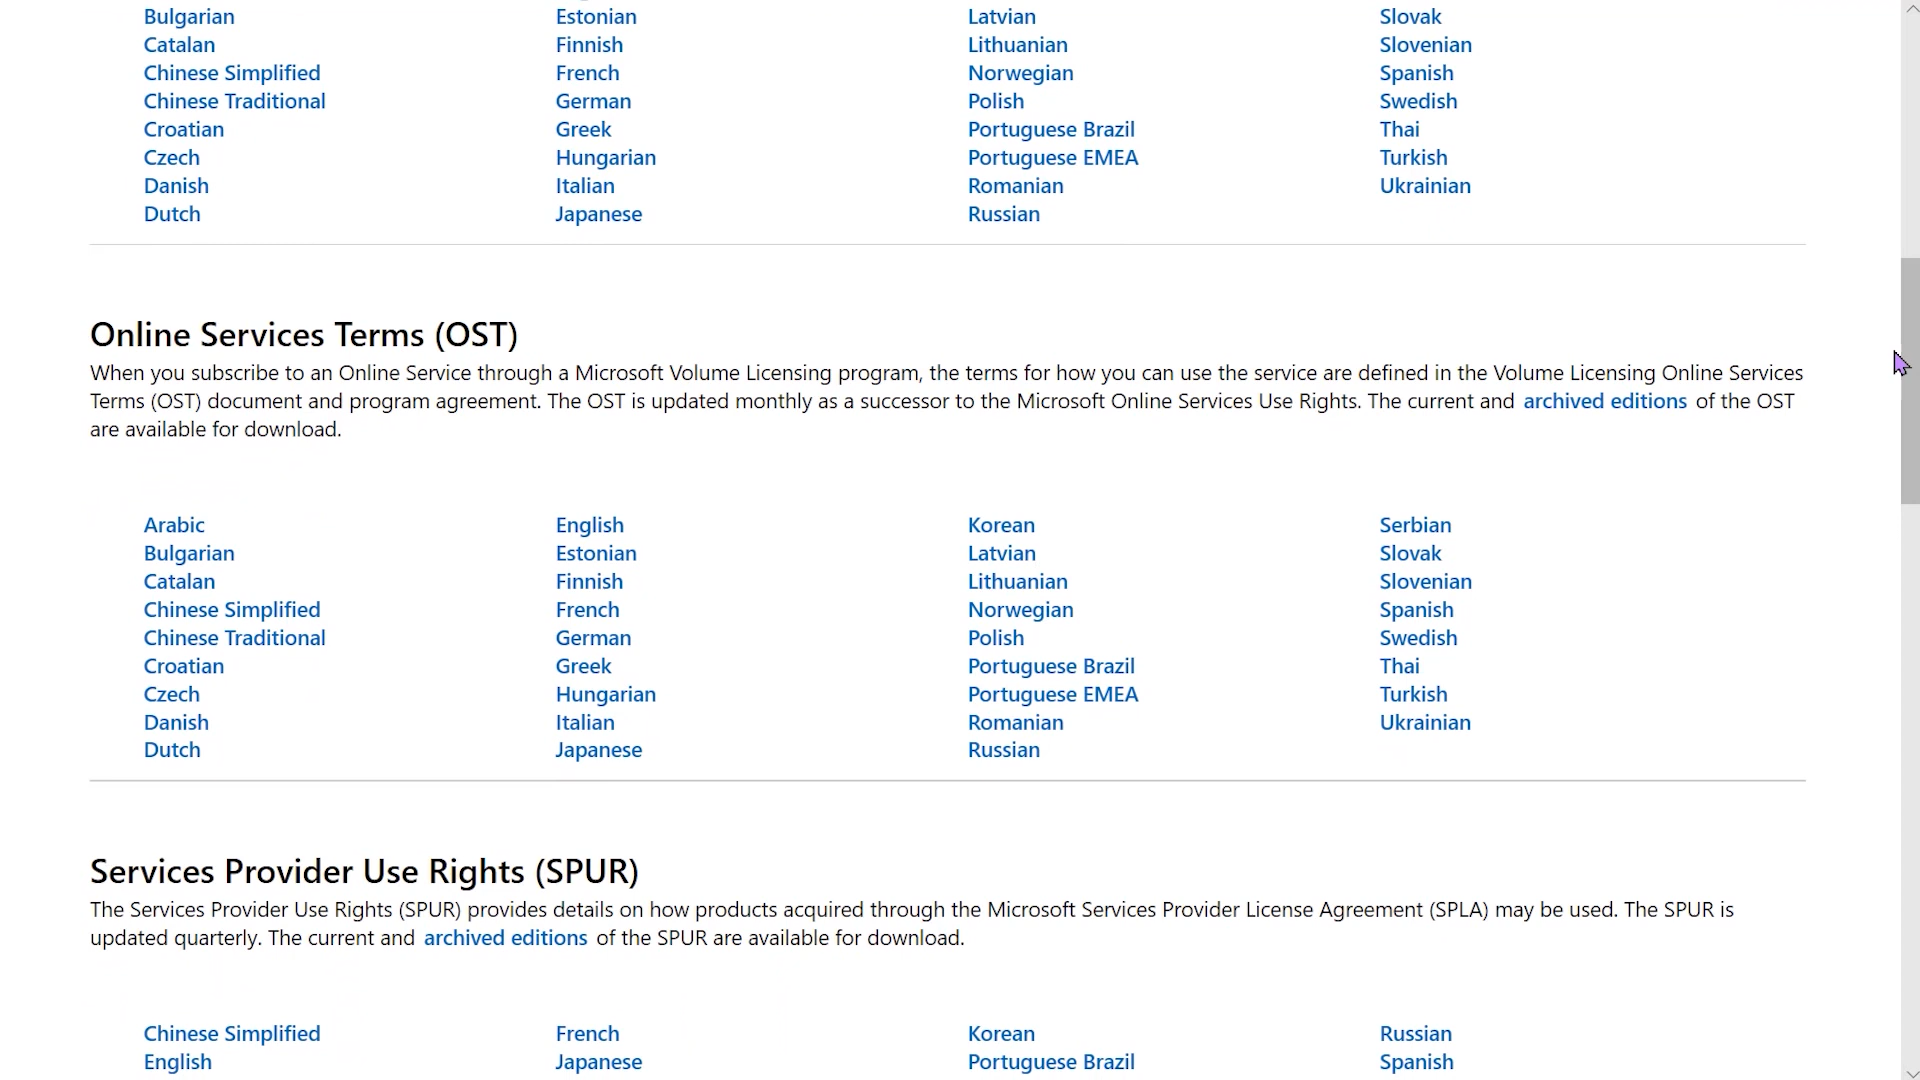 Bulgarian
Estonian
Latvian
Slovak
Catalan
Finnish
Lithuanian
Slovenian
Chinese Simplified
French
Norwegian
Spanish
Chinese Traditional
German
Polish
Swedish
Croatian
Greek
Portuguese Brazil
Thai
Czech
Hungarian
Portuguese EMEA
Turkish
Danish
Italian
Romanian
Ukrainian
Dutch
Japanese
Russian
Online Services Terms (OST)
When you subscribe to an Online Service through a Microsoft Volume Licensing program, the terms for how you can use the service are defined in the Volume Licensing Online Services
Terms (OST) document and program agreement. The OST is updated monthly as a successor to the Microsoft Online Services Use Rights. The current and archived editions of the OST
are available for download.
Arabic
English
Korean
Serbian
Bulgarian
Estonian
Latvian
Slovak
Catalan
Finnish
Lithuanian
Slovenian
Chinese Simplified
French
Norwegian
Spanish
Chinese Traditional
German
Polish
Swedish
Croatian
Greek
Portuguese Brazil
Thai
Czech
Hungarian
Portuguese EMEA
Turkish
Danish
Italian
Romanian
Ukrainian
Dutch
Japanese
Russian
Services Provider Use Rights (SPUR)
The Services Provider Use Rights (SPUR) provides details on how products acquired through the Microsoft Services Provider License Agreement (SPLA) may be used. The SPUR is
updated quarterly. The current and archived editions of the SPUR are available for download.
Chinese Simplified
French
Korean
Russian
English
Japanese
Portuguese Brazil
Spanish